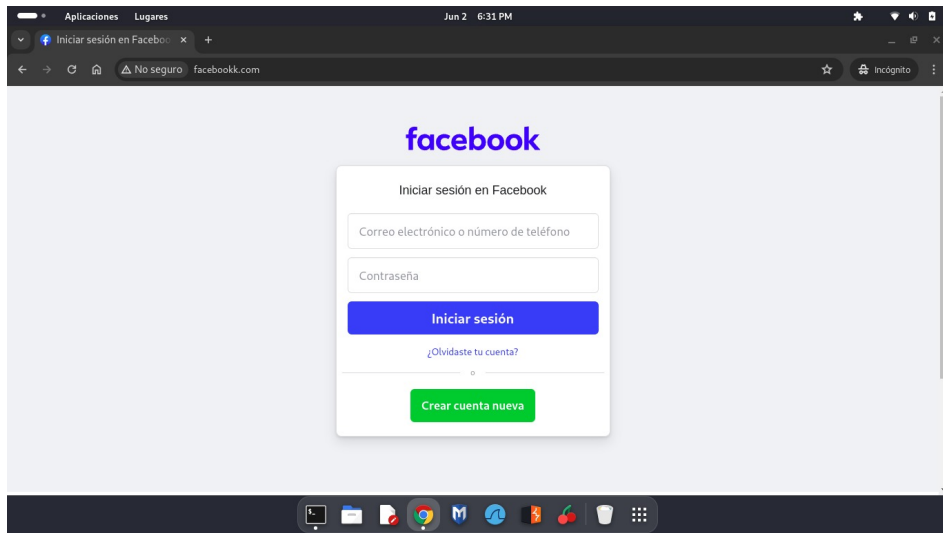 Aplicaciones Lugares Jun 2 6:31 PM
Iniciar sesión en Faceboo
No seguro facebookk.com Incógnito
facebook
Iniciar sesión en Facebook
Correo electrónico o número de teléfono
Contraseña
Iniciar sesión
¿Olvidaste tu cuenta?
o
Crear cuenta nueva